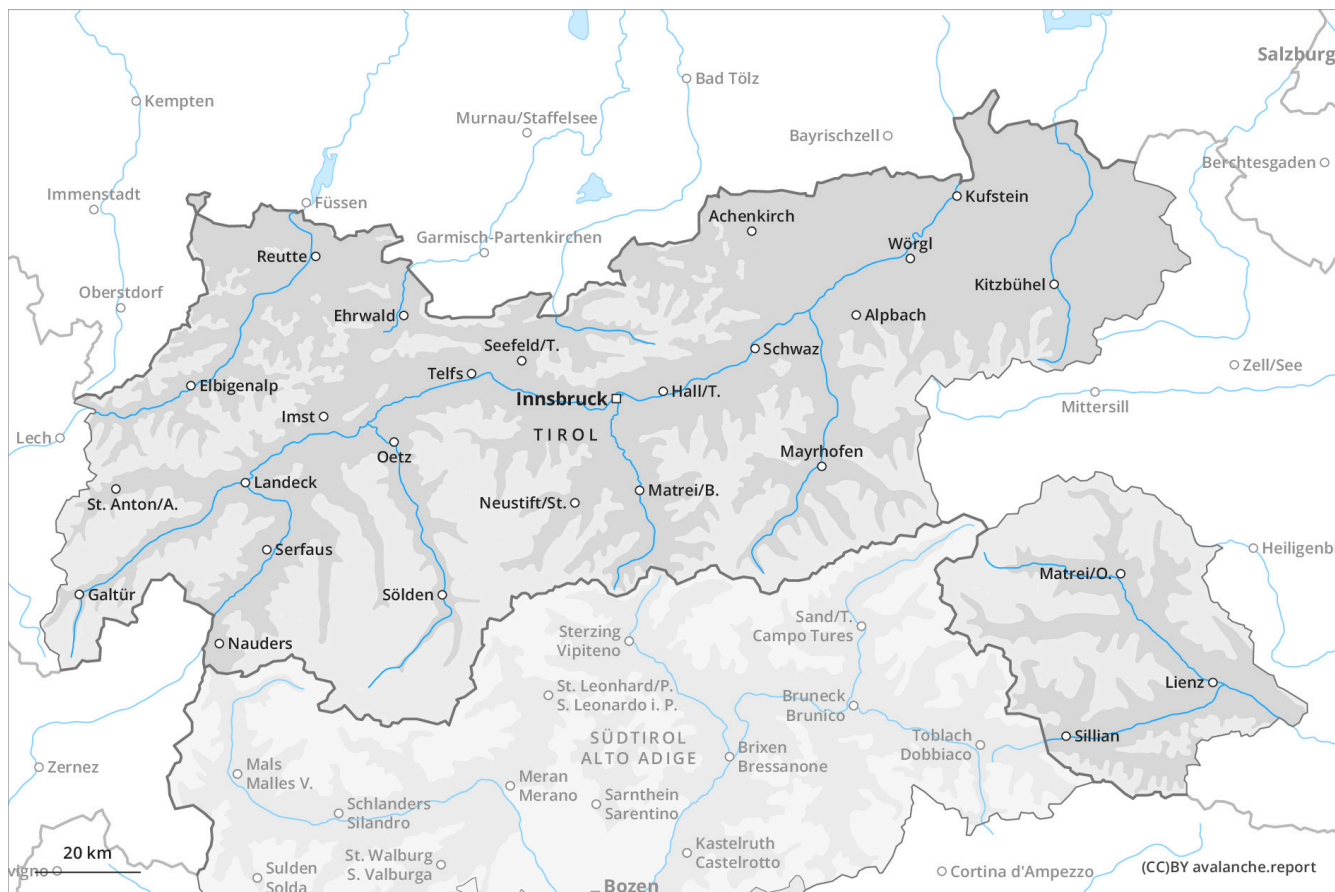 Salzburg
Kempten
Bad Tölz
Murnau/Staffelsee
Bayrischzell
Berchtesgaden
Immenstadt
Füssen
Kufstein
Achenkirch
Garmisch-Partenkirchen
Wörgl
Reutte
Oberstdorf
Kitzbühel
Ehrwald
Alpbach
Seefeld/T.
Schwaz
Zell/See
Telfs
Elbigenalp
Hall/T.
Innsbruck
Mittersill
Imst
TIROL
Lech
Oetz
Mayrhofen
Landeck
St. Anton/A.
Matrei/B.
Neustift/St.
Serfaus
Heiligenb
Matrei/O.
Galtür
Sölden
Sand/T.
Campo Tures
Sterzing
Vipiteno
Nauders
Lienz
St. Leonhard/P.
S. Leonardo i. P.
Bruneck
Brunico
Sillian
SÜDTIROL
ALTO ADIGE
Toblach
Dobbiaco
Brixen
Bressanone
Zernez
Mals
Malles V.
Meran
Merano
Sarnthein
Sarentino
Schlanders
Silandro
Kastelruth
Castelrotto
20 km
St. Walburg
S. Valburga
vigno
Sulden
Solda
Cortina d'Ampezzo
(CC)BY avalanche.report
Bozen